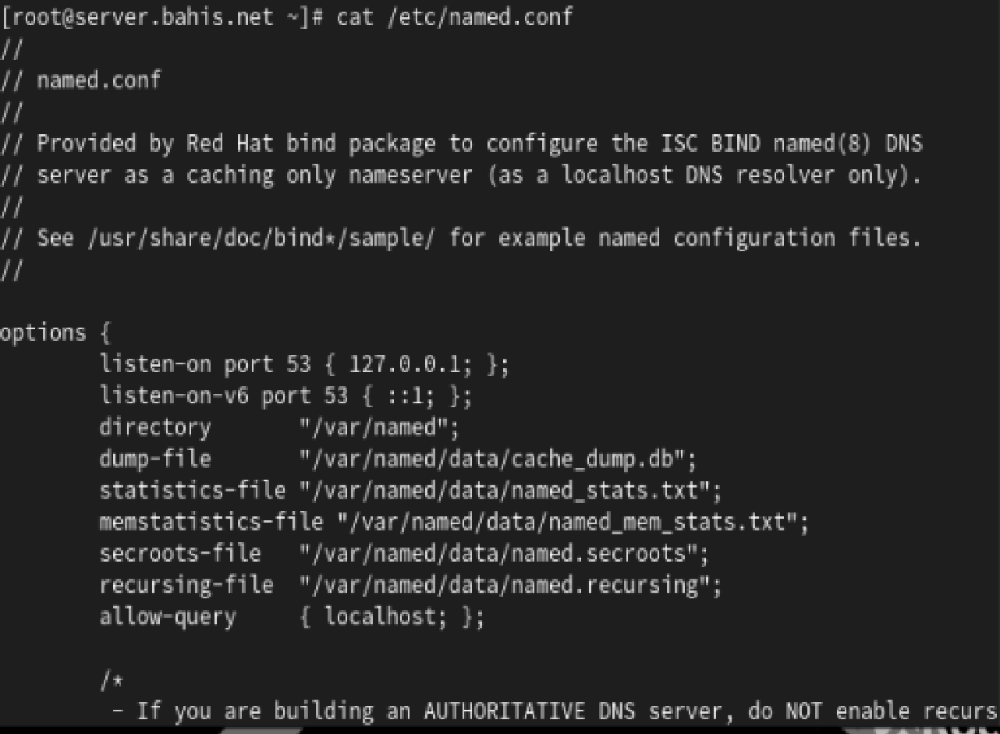 [root@server.bahis.net ~]# cat /etc/named.conf
//
// named.conf
//
// Provided by Red Hat bind package to configure the ISC BIND named(8) DNS
// server as a caching only nameserver (as a localhost DNS resolver only).
//
// See /usr/share/doc/bind*/sample/ for example named configuration files.
//
options {
listen-on port 53 { 127.0.0.1; };
listen-on-v6 port 53 { ::1; };
directory "/var/named";
dump-file "/var/named/data/cache_dump.db";
statistics-file "/var/named/data/named_stats.txt";
memstatistics-file "/var/named/data/named_mem_stats.txt";
secroots-file "/var/named/data/named.secroots";
recursing-file "/var/named/data/named.recursing";
allow-query { localhost; };
/*
- If you are building an AUTHORITATIVE DNS server, do NOT enable recurs